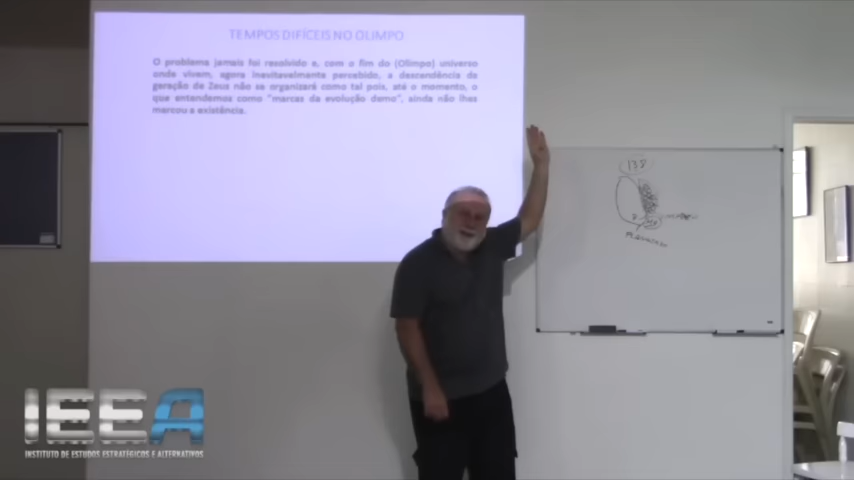 TEMPOS DIFÍCEIS NO OLIMPO
O problema jamais foi resolvido e, com o fim do (Olimpo) universo
onde vivem, agora inevitavelmente percebido, a descendência da
geração de Zeus não se organizará como tal pois, até o momento, o
que entendemos como "marcas da evolução demo", ainda não lhes
marcou a existência.
138
IEEA
INSTITUTO DE ESTUDOS ESTRATÉGICOS E ALTERNATIVOS